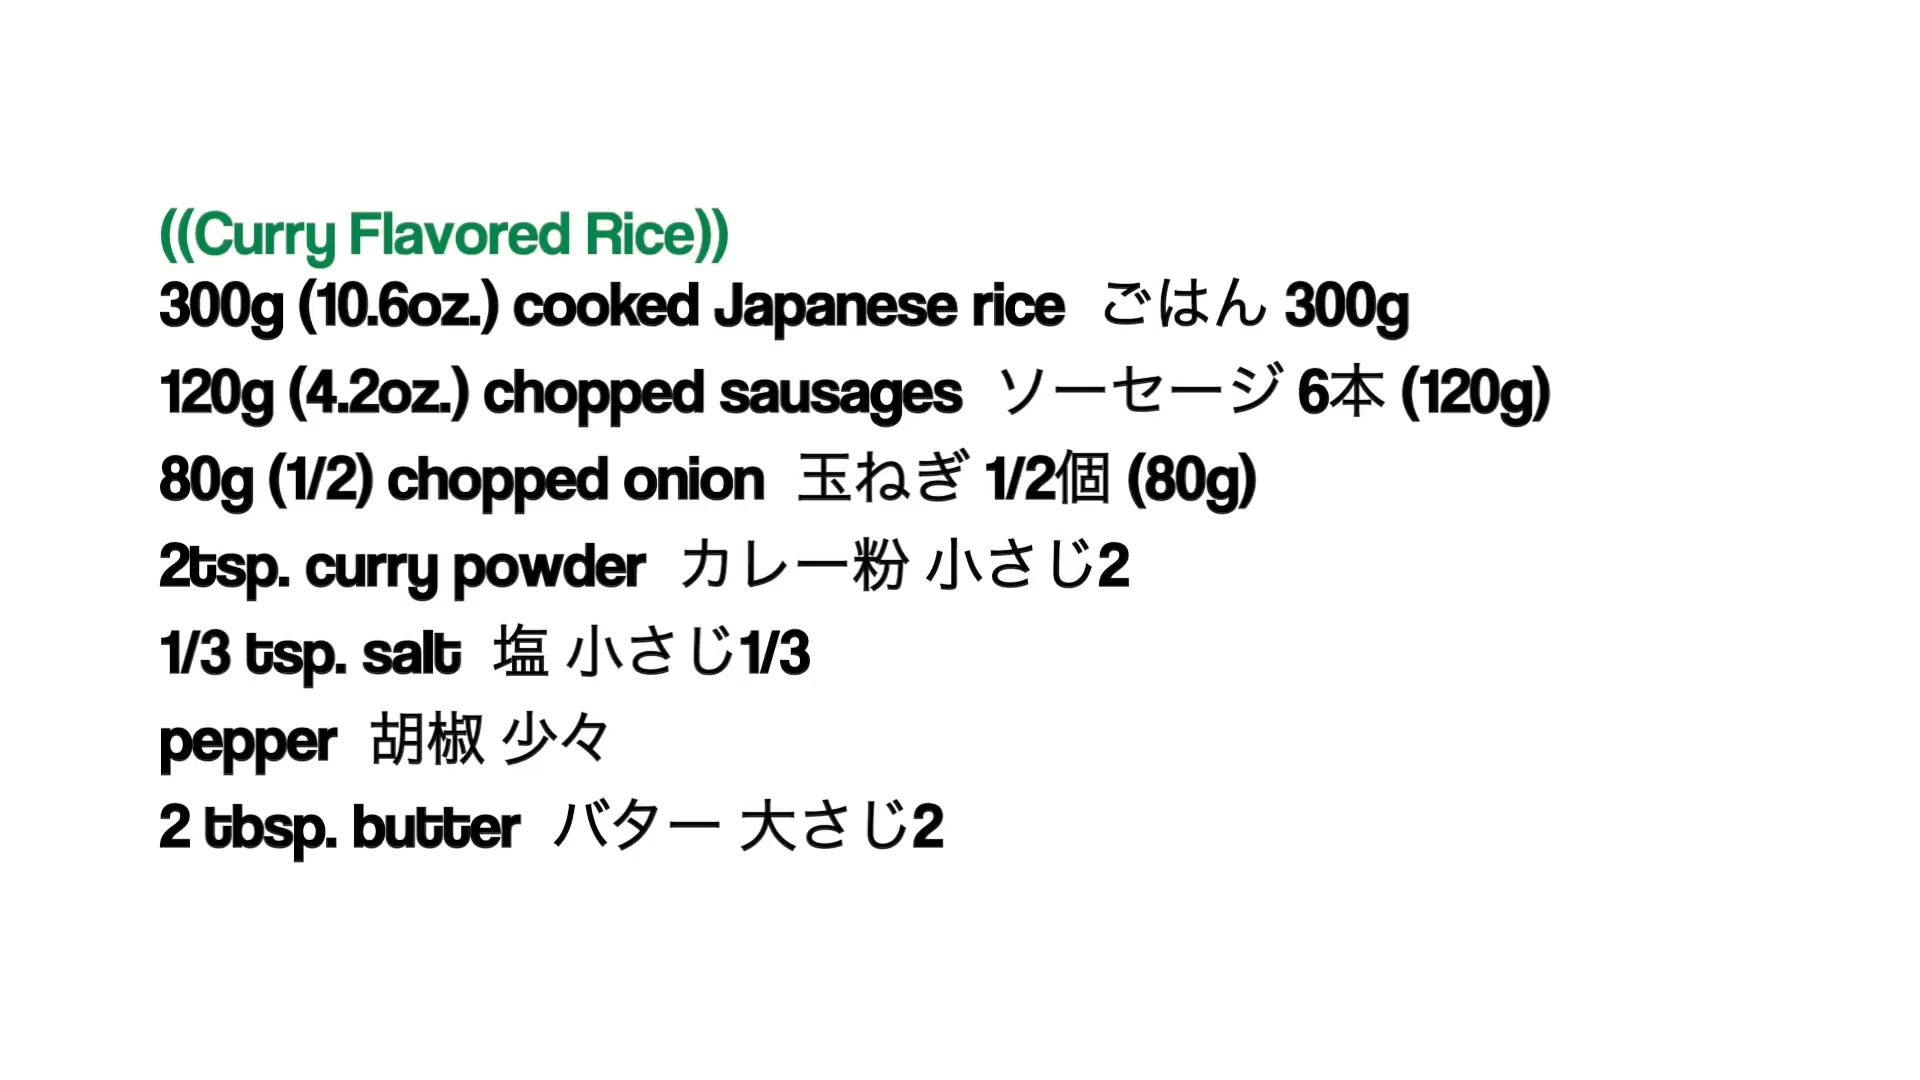 ((Curry Flavored Rice))
300g (10.6oz.) cooked Japanese rice ごはん 300g
120g (4.2oz.) chopped sausages ソーセージ 6本 (120g)
80g (1/2) chopped onion 玉ねぎ 1/2個 (80g)
2tsp. curry powder カレー粉 小さじ2
1/3 tsp. salt 塩 小さじ1/3
pepper 胡椒 少々
2 tbsp. butter バター 大さじ2